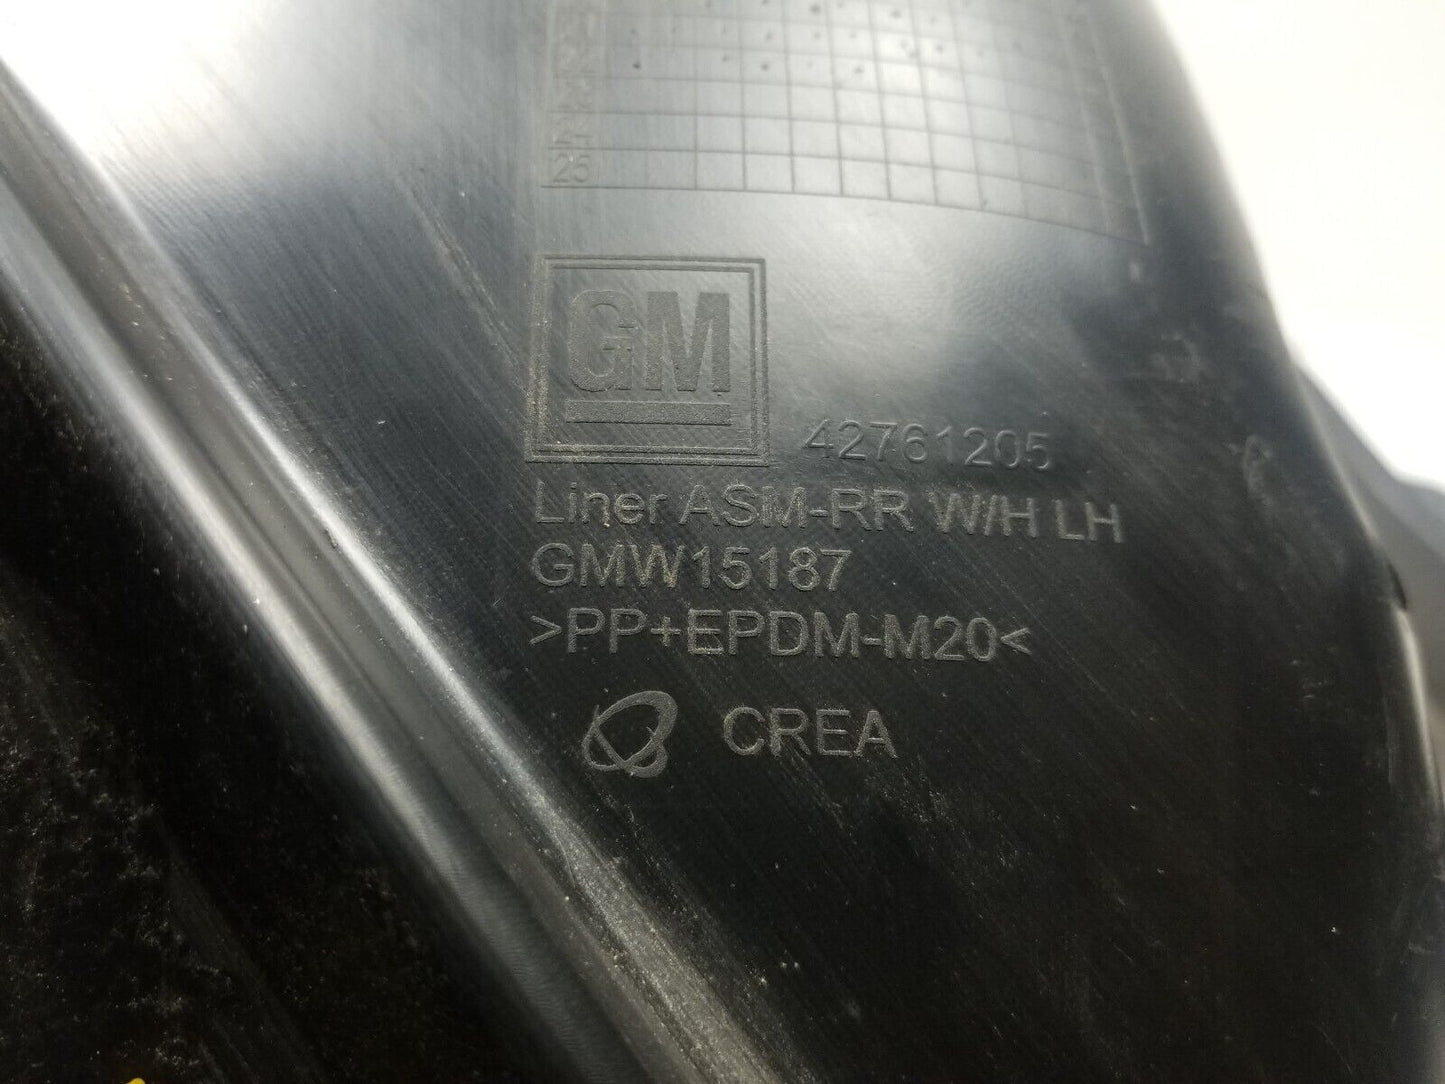 25
GM
42761205
Liner ASM-RR W/H LH
GMW15187
>PP+EPDM-M20<
CREA